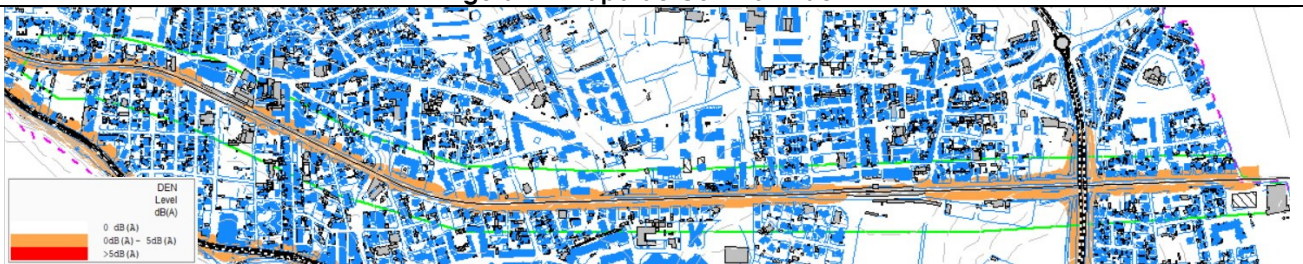 DEN
Level
dB(A)
0 dB(A)
0dB(A) - 5dB(A)
>5dB(A)